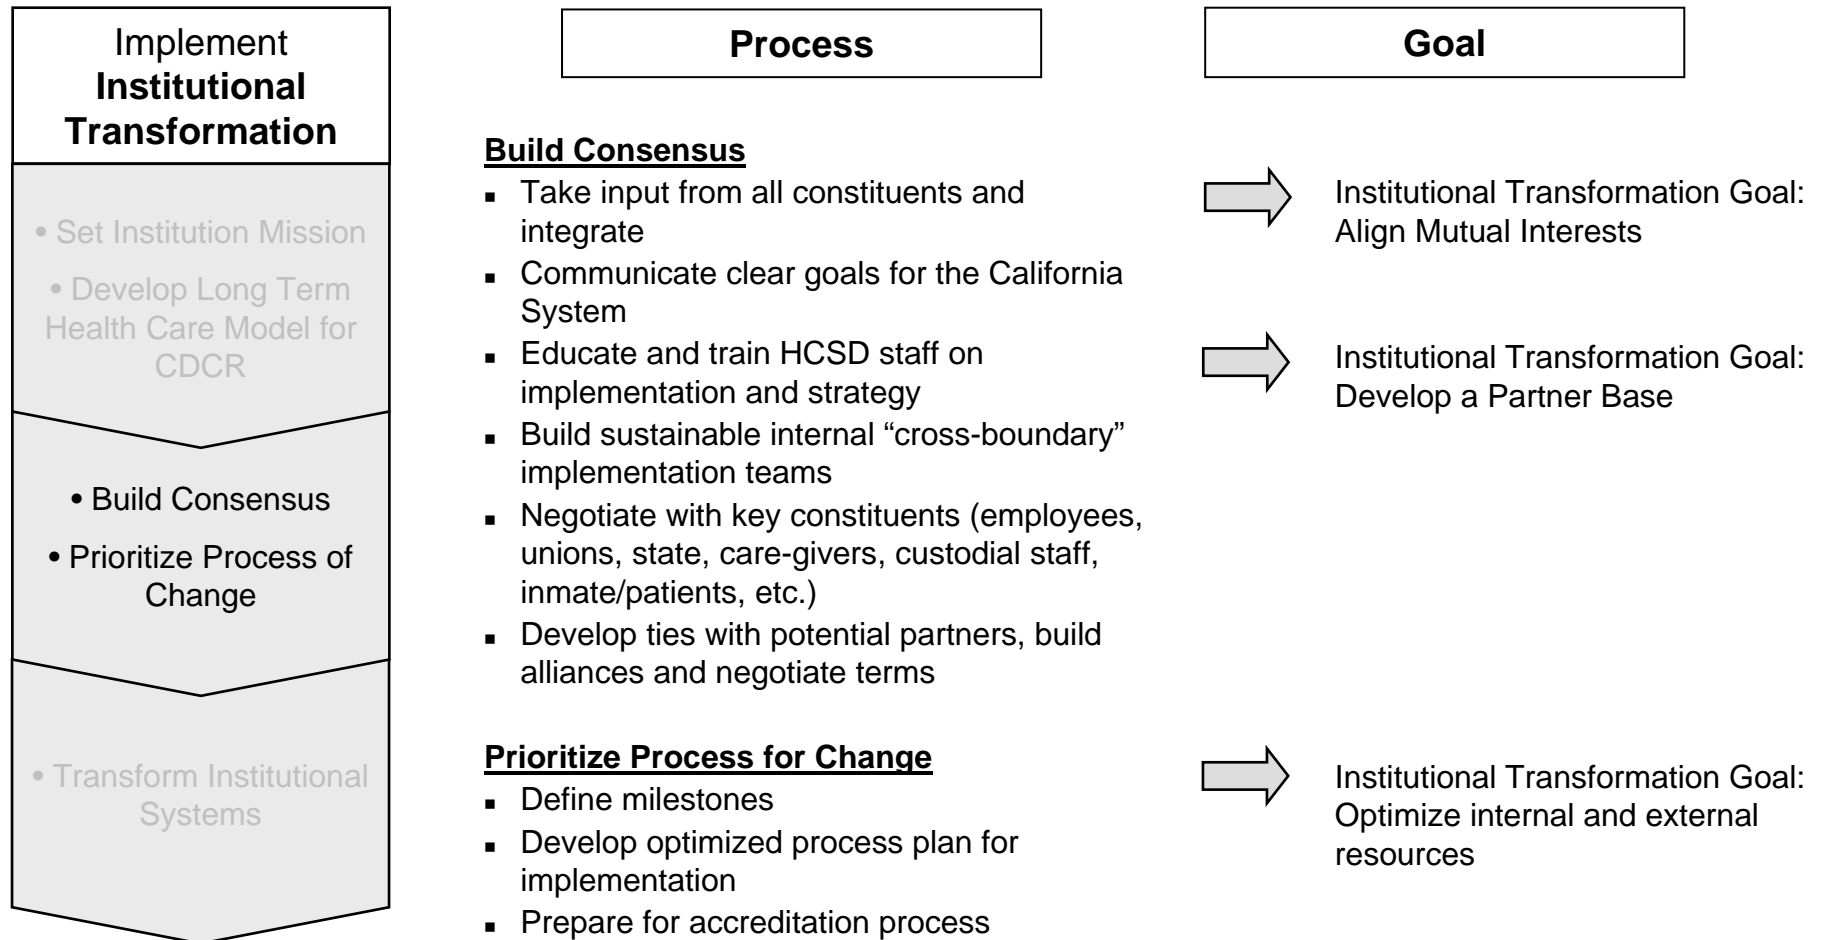 Implement
Institutional
Transformation
• Set Institution Mission
• Develop Long Term
Health Care Model for
CDCR
• Build Consensus
• Prioritize Process of
Change
• Transform Institutional
Systems
Process
Build Consensus
▪ Take input from all constituents and
integrate
▪ Communicate clear goals for the California
System
▪ Educate and train HCSD staff on
implementation and strategy
▪ Build sustainable internal “cross-boundary”
implementation teams
▪ Negotiate with key constituents (employees,
unions, state, care-givers, custodial staff,
inmate/patients, etc.)
▪ Develop ties with potential partners, build
alliances and negotiate terms
Prioritize Process for Change
▪ Define milestones
▪ Develop optimized process plan for
implementation
▪ Prepare for accreditation process
Goal
Institutional Transformation Goal:
Align Mutual Interests
Institutional Transformation Goal:
Develop a Partner Base
Institutional Transformation Goal:
Optimize internal and external
resources